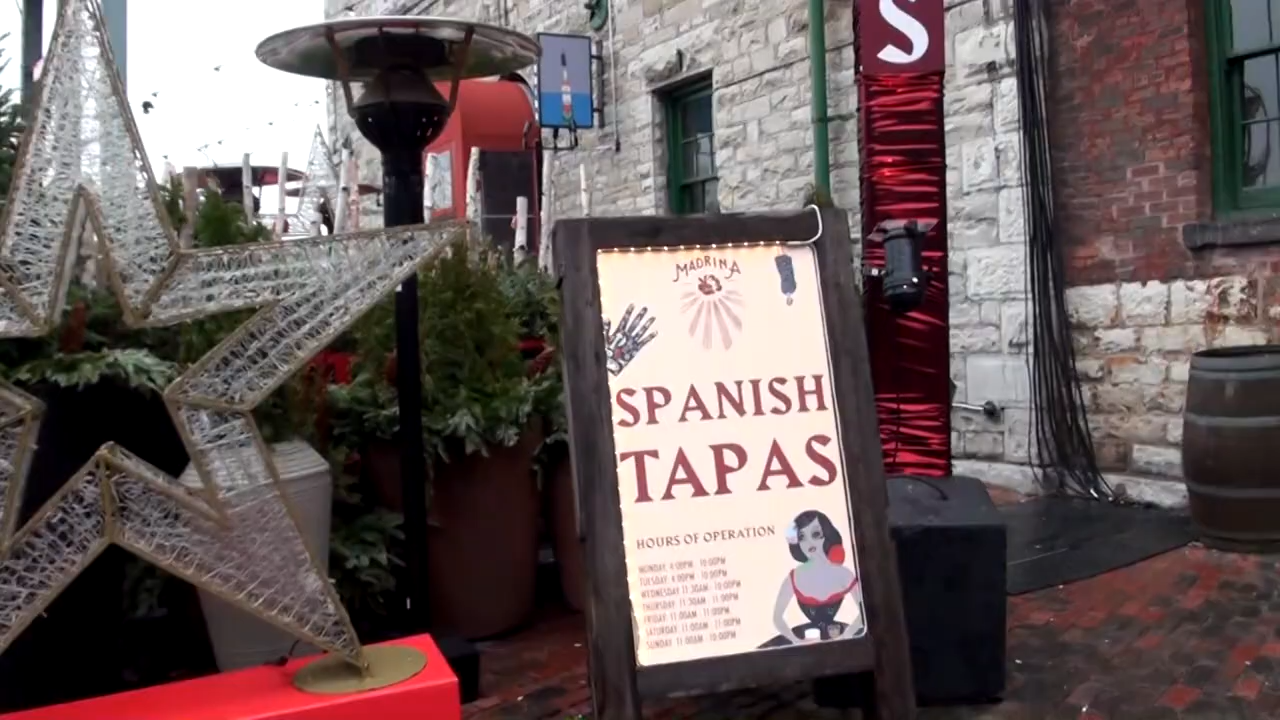 S
MADRINA
SPANISH
TAPAS
HOURS OF OPERATION
MONDAY: 4:00PM - 10:00PM
TUESDAY: 4:00PM - 10:00PM
WEDNESDAY: 11:30AM - 10:00PM
THURSDAY: 11:30AM - 11:00PM
FRIDAY: 11:00AM - 11:00PM
SATURDAY: 11:00AM - 11:00PM
SUNDAY: 11:00AM - 10:00PM